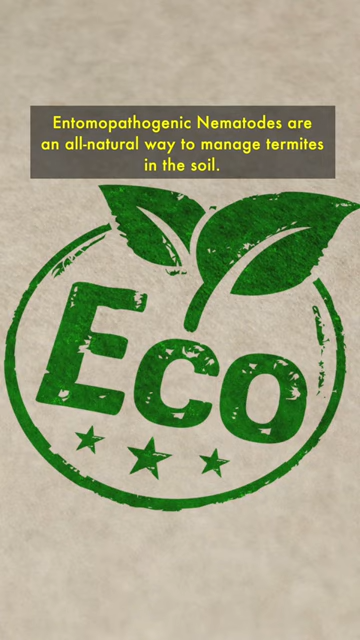 Entomopathogenic Nematodes are
an all-natural way to manage termites
in the soil.
Eco